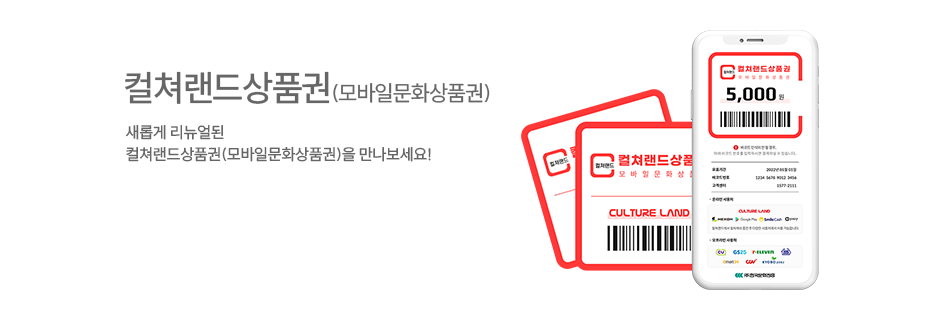 컬쳐랜드상품권(모바일문화상품권)
새롭게 리뉴얼된
컬쳐랜드상품권(모바일문화상품권)을 만나보세요!
컬쳐랜드
컬쳐랜드
컬쳐랜드상품
모바일문화상품
CULTURE LAND
컬쳐랜드
컬쳐랜드상품권
모바일문화상품권
5,000 원
유효기간 2022년 01월 01일
바코드번호 1234 5678 9012 3456
고객센터 1577-2111
· 온라인 사용처
CULTURE LAND
NEXON Google Play SmileCash
· 오프라인 사용처
CU GS25 7-ELEVEN
CGV KYOBO
(주)한국문화진흥